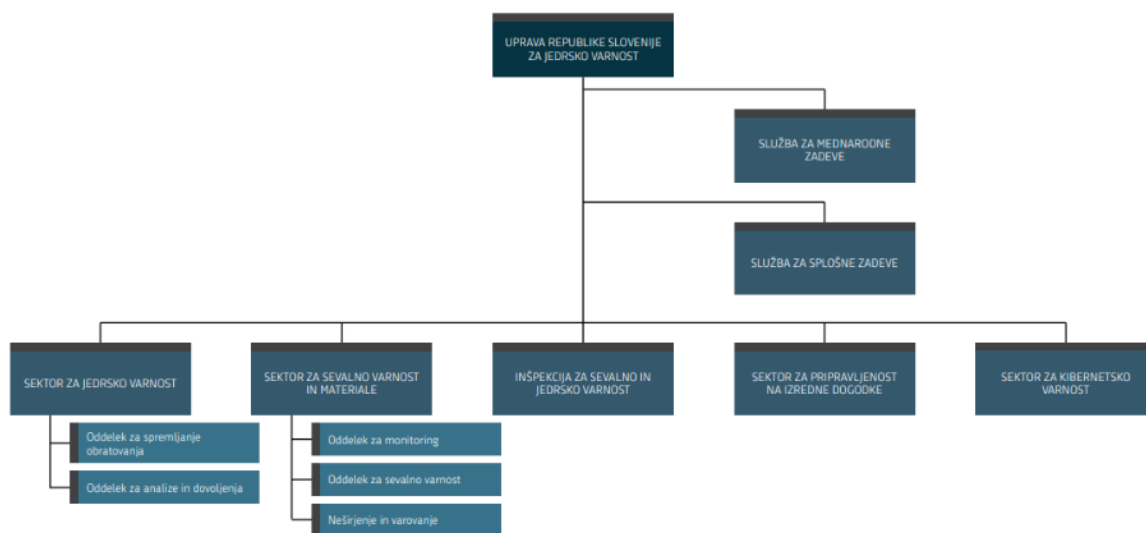 UPRAVA REPUBLIKE SLOVENIJE
ZA JEDRSKO VARNOST
SLUŽBA ZA MEDNARODNE
ZADEVE
SLUŽBA ZA SPLOŠNE ZADEVE
SEKTOR ZA JEDRSKO VARNOST
SEKTOR ZA SEVALNO VARNOST
IN MATERIALE
INŠPEKCIJA ZA SEVALNO IN
JEDRSKO VARNOST
SEKTOR ZA PRIPRAVLJENOST
NA IZREDNE DOGODKE
SEKTOR ZA KIBERNETSKO
VARNOST
Oddelek za spremljanje
obratovanja
Oddelek za analize in dovoljenja
Oddelek za monitoring
Oddelek za sevalno varnost
Neširjenje in varovanje